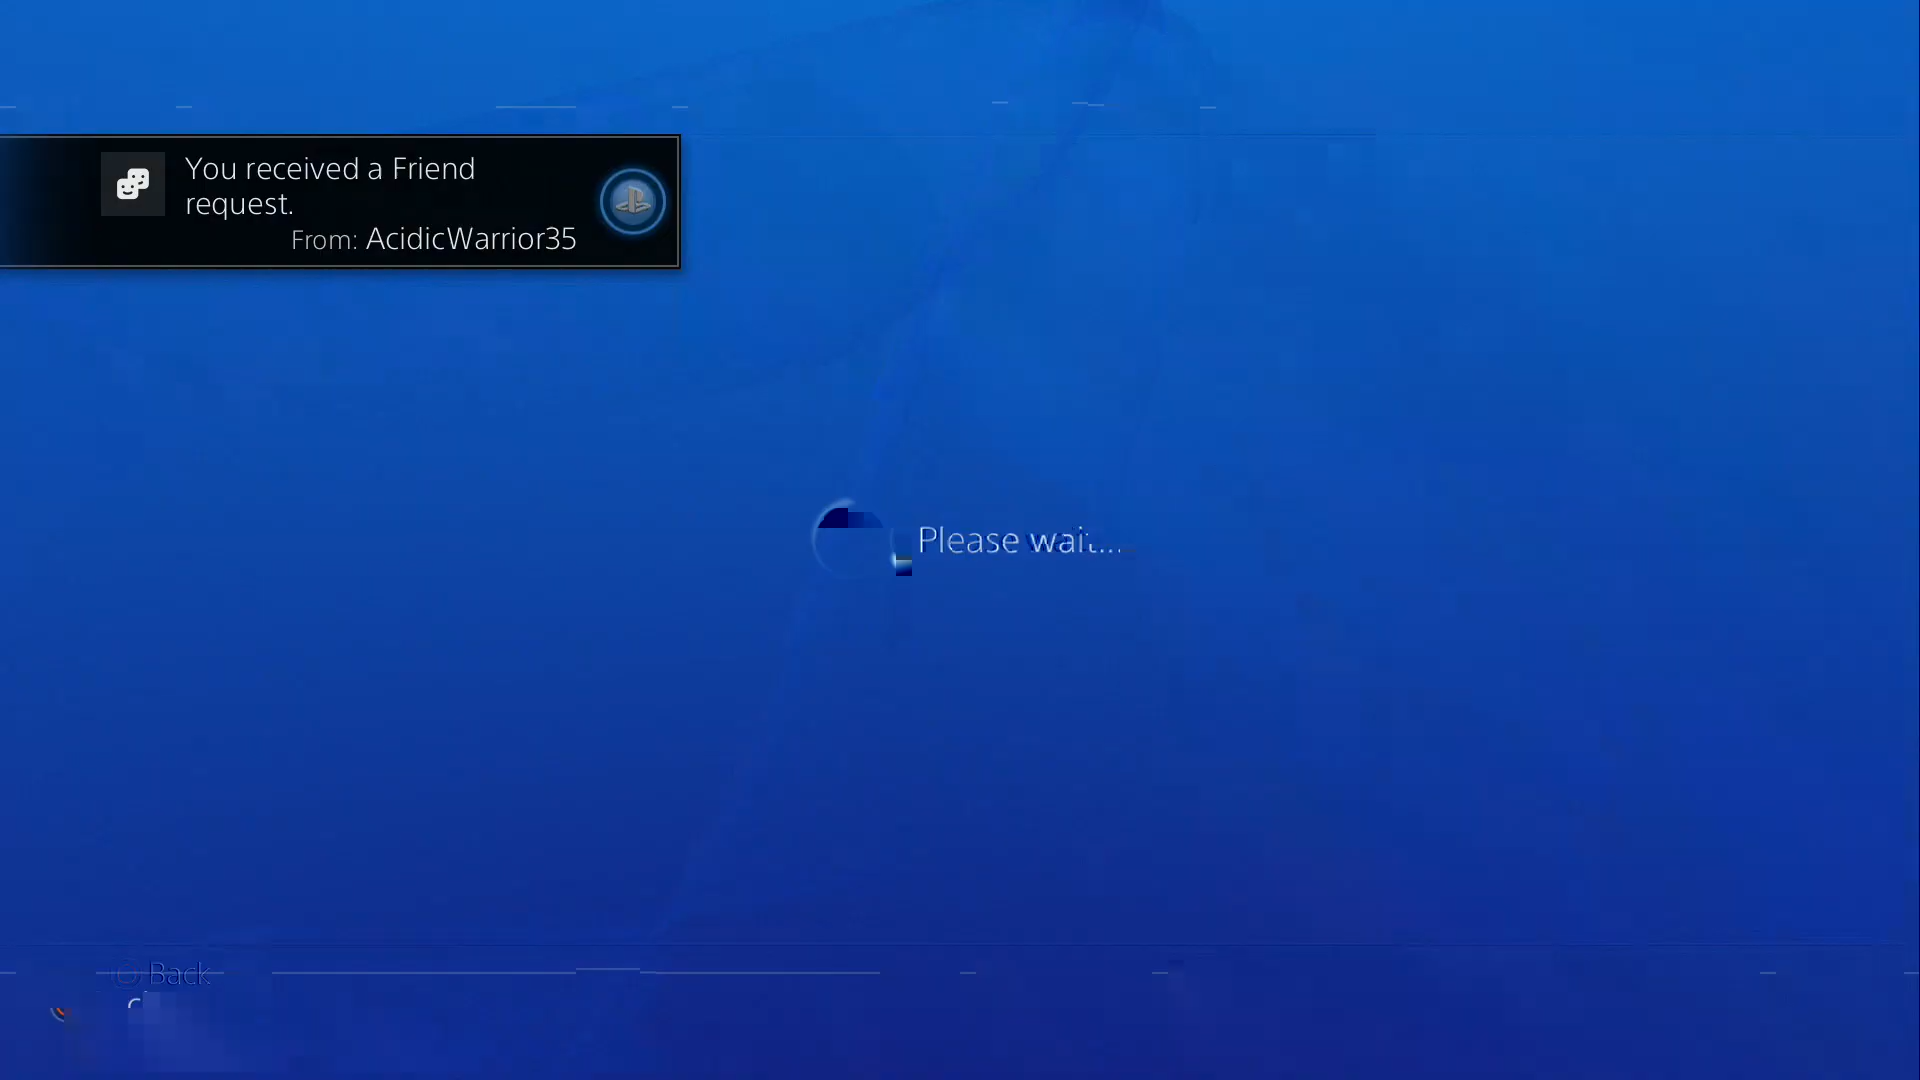 You received a Friend
request.
From: AcidicWarrior35
Please wait...
Back